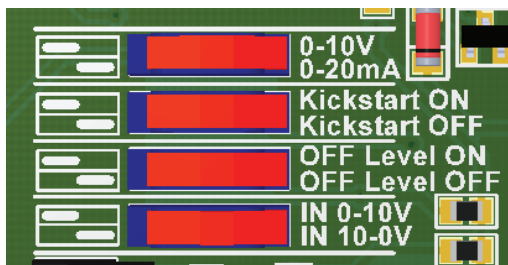 0-10V
0-20mA
Kickstart ON
Kickstart OFF
OFF Level ON
OFF Level OFF
IN 0-10V
IN 10-0V